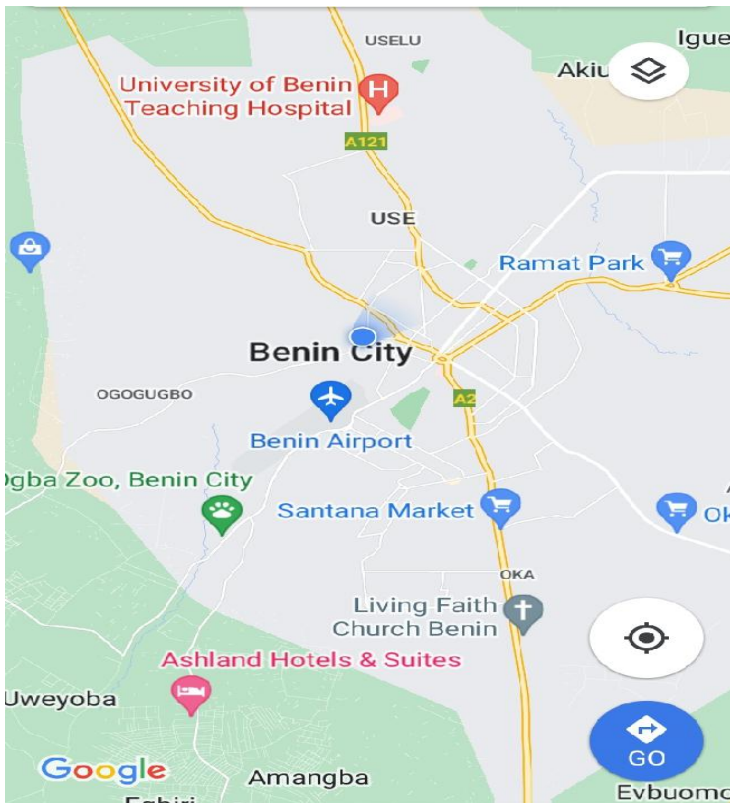 USELU
Igue
Akiu
University of Benin
Teaching Hospital
H
A121
USE
Ramat Park
Benin City
OGOGUGBO
A2
Benin Airport
Ogba Zoo, Benin City
Santana Market
Ok
OKA
Living Faith
Church Benin
Ashland Hotels & Suites
Uweyoba
GO
Google
Amangba
Evbuomo